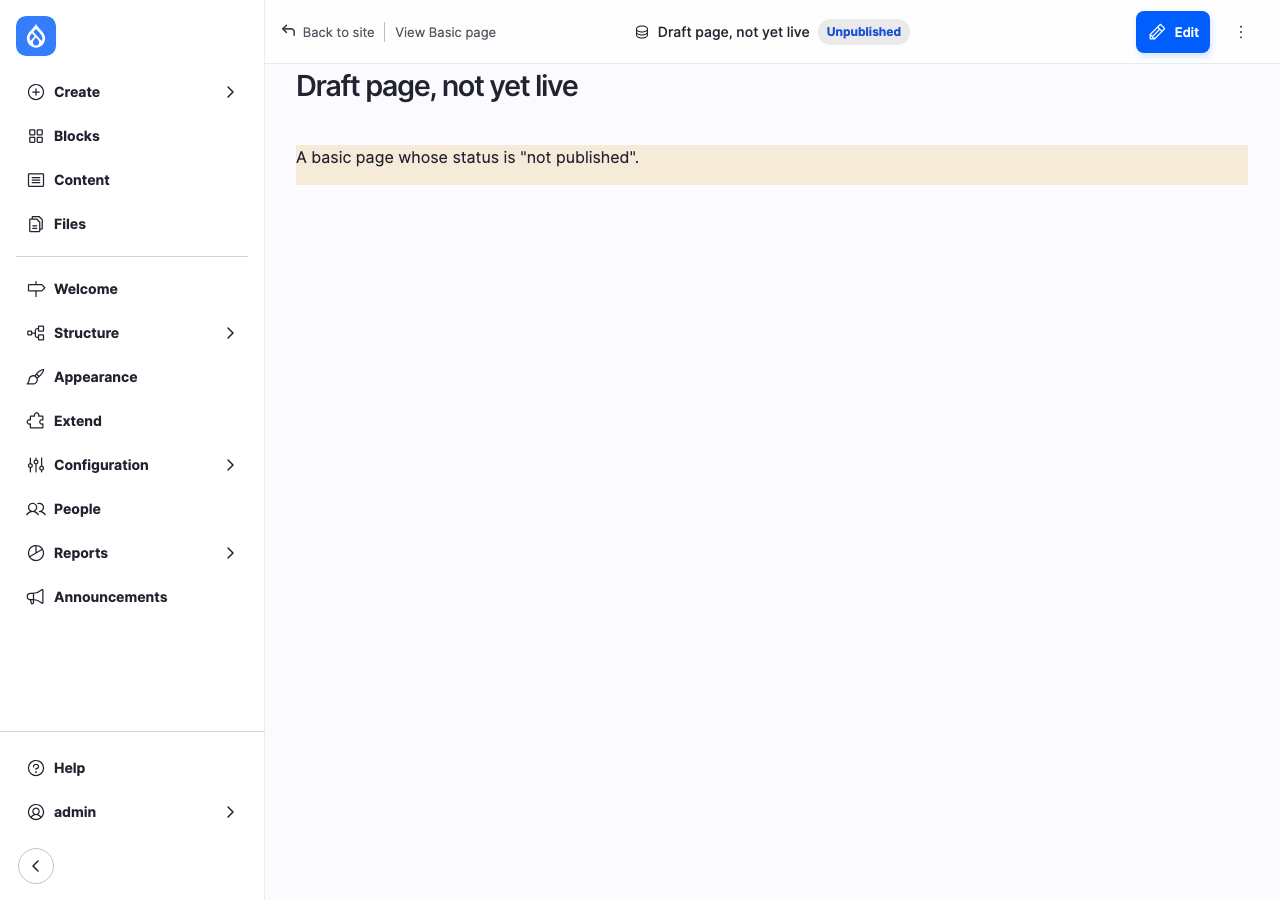 Back to site
View Basic page
Draft page, not yet live
Unpublished
Edit
Create
Blocks
Content
Files
Welcome
Structure
Appearance
Extend
Configuration
People
Reports
Announcements
Help
admin
Draft page, not yet live
A basic page whose status is "not published".